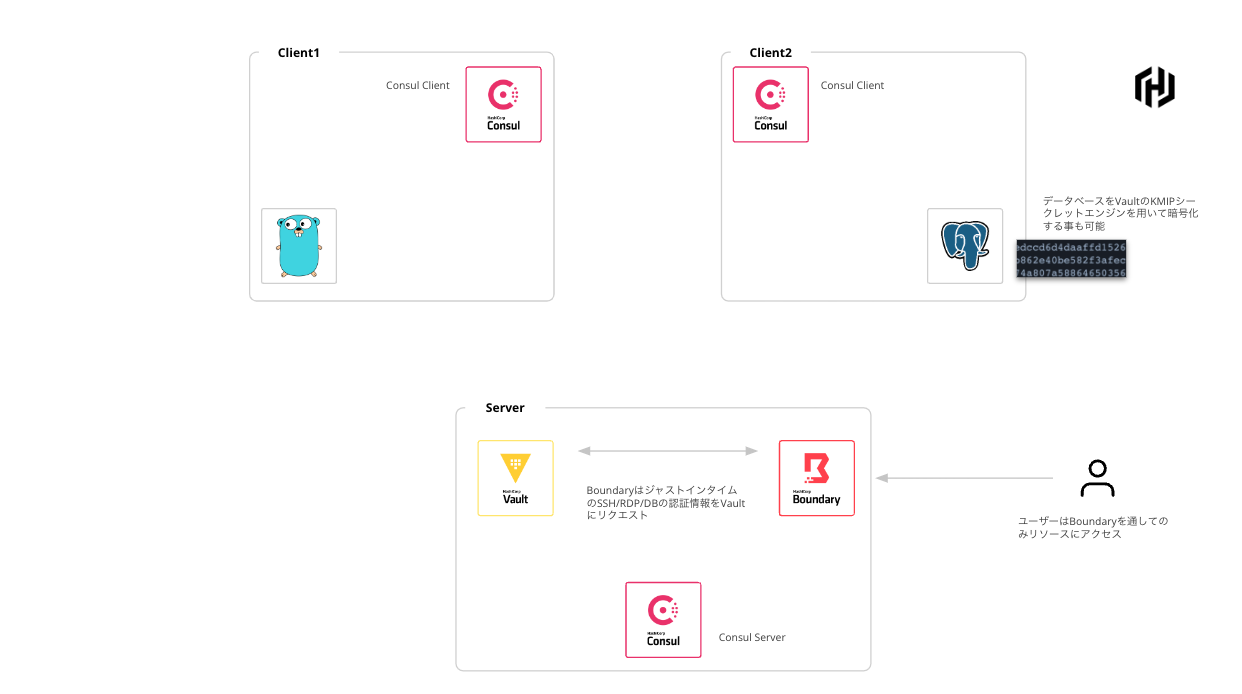 Client1
Consul Client
HashiCorp
Consul
Client2
HashiCorp
Consul
Consul Client
データベースをVaultのKMIPシー
クレットエンジンを用いて暗号化
する事も可能
edccd6d4daaffd1526
b862e40be582f3afec
74a807a58864650356
Server
HashiCorp
Vault
BoundaryはジャストインタイムのSSH/RDP/DBの認証情報をVault
にリクエスト
HashiCorp
Boundary
ユーザーはBoundaryを通しての
みリソースにアクセス
HashiCorp
Consul
Consul Server